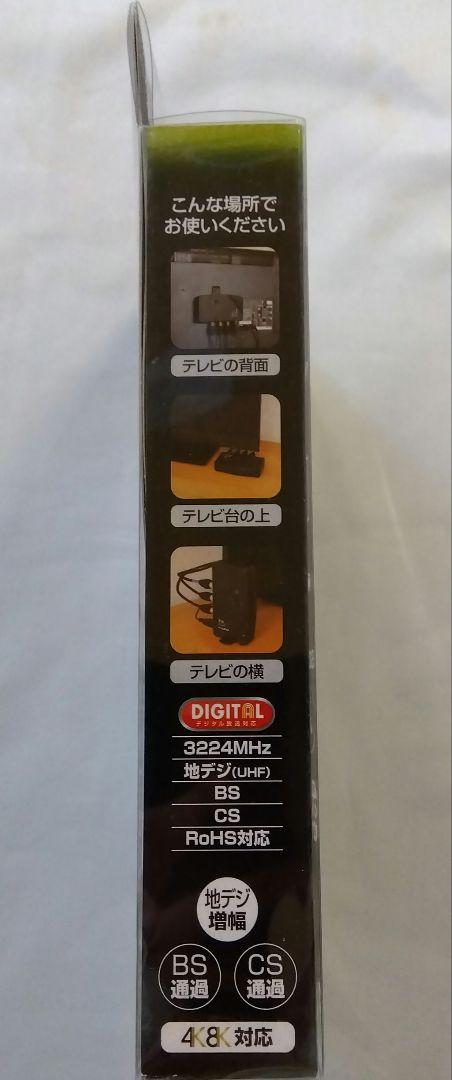 こんな場所で
お使いください
テレビの背面
テレビ台の上
テレビの横
DIGITAL
デジタル放送対応
3224MHz
地デジ(UHF)
BS
CS
RoHS対応
地デジ
増幅
BS
通過
CS
通過
4K8K対応